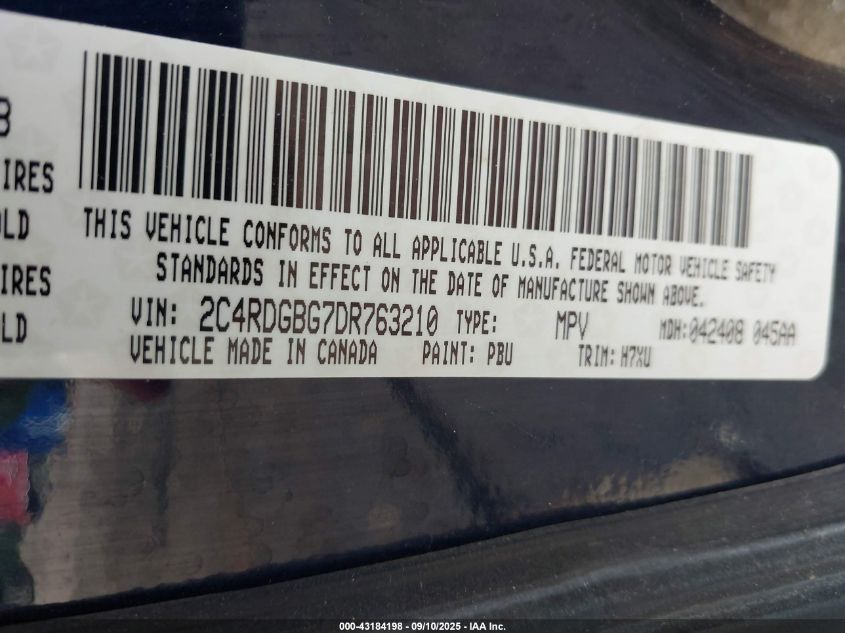 THIS VEHICLE CONFORMS TO ALL APPLICABLE U.S.A. FEDERAL MOTOR VEHICLE SAFETY
STANDARDS IN EFFECT ON THE DATE OF MANUFACTURE SHOWN ABOVE.
VIN: 2C4RDGBG7DR763210 TYPE: MPV MDH:042408 045AA
VEHICLE MADE IN CANADA PAINT: PBU TRIM: H7XU
IRES
OLD
IRES
LD
000-43184198 - 09/10/2025 - IAA Inc.